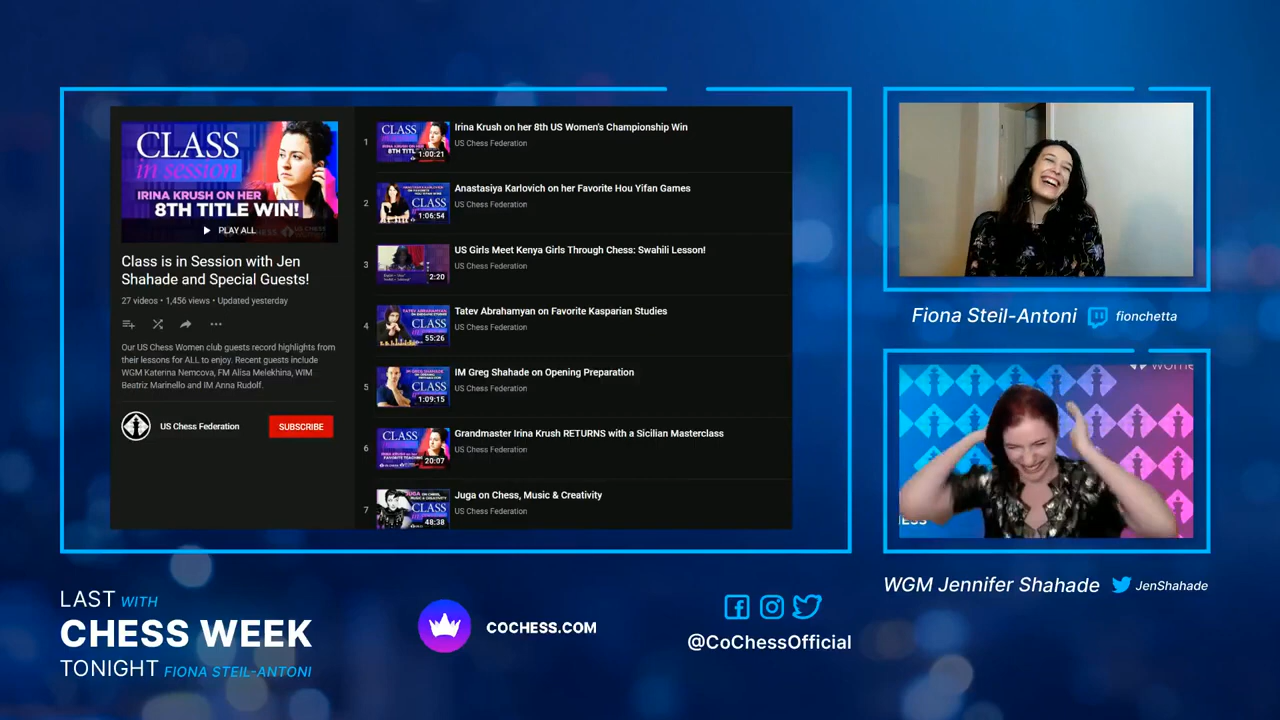 CLASS
in session
IRINA KRUSH ON HER
8TH TITLE WIN!
PLAY ALL
Class is in Session with Jen
Shahade and Special Guests!
27 videos • 1,456 views • Updated yesterday
Our US Chess Women club guests record highlights from
their lessons for ALL to enjoy. Recent guests include
WGM Katerina Nemcova, FM Alisa Melekhina, WIM
Beatriz Marinello and IM Anna Rudolf.
US Chess Federation
SUBSCRIBE
1
CLASS
1:00:21
Irina Krush on her 8th US Women's Championship Win
US Chess Federation
2
CLASS
1:06:54
Anastasiya Karlovich on her Favorite Hou Yifan Games
US Chess Federation
3
2:20
US Girls Meet Kenya Girls Through Chess: Swahili Lesson!
US Chess Federation
4
TATEV ABRAHAMYAN
CLASS
55:26
Tatev Abrahamyan on Favorite Kasparian Studies
US Chess Federation
5
IM GREG SHAHADE
CLASS
1:09:15
IM Greg Shahade on Opening Preparation
US Chess Federation
6
CLASS
20:07
Grandmaster Irina Krush RETURNS with a Sicilian Masterclass
US Chess Federation
7
CLASS
48:38
Juga on Chess, Music & Creativity
US Chess Federation
Fiona Steil-Antoni
fionchetta
WGM Jennifer Shahade
JenShahade
LAST WITH
CHESS WEEK
TONIGHT FIONA STEIL-ANTONI
COCHESS.COM
@CoChessOfficial